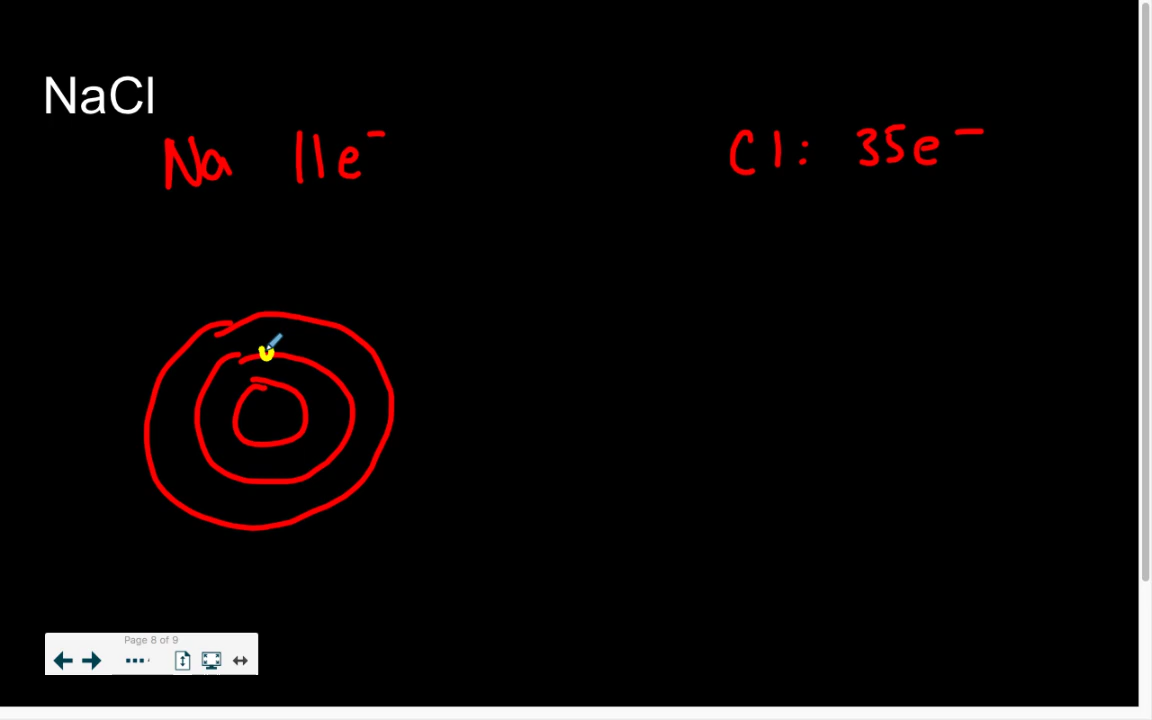 NaCl
Na 11e⁻ Cl: 35e⁻
Page 8 of 9